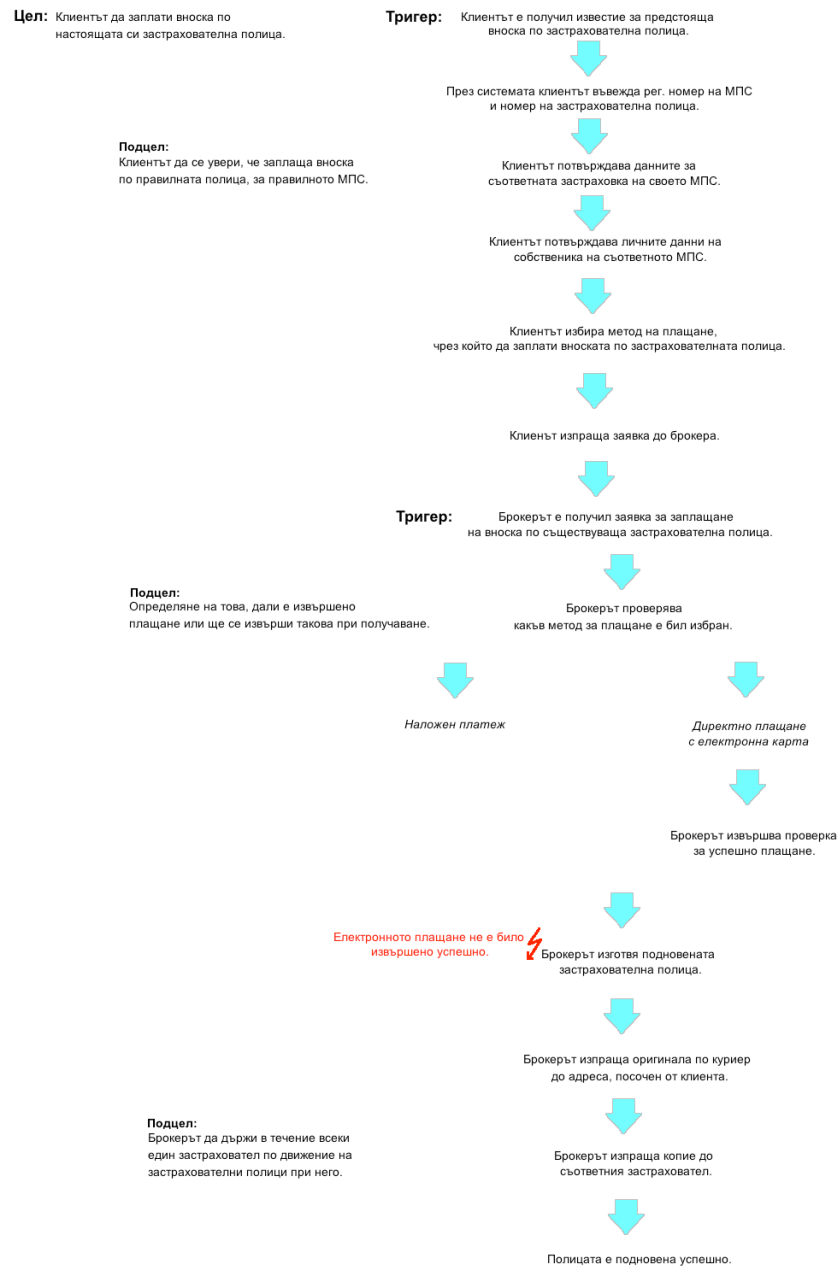 Цел: Клиентът да заплати вноска по
настоящата си застрахователна полица.
Тригер: Клиентът е получил известие за предстояща
вноска по застрахователна полица.
През системата клиентът въвежда рег. номер на МПС
и номер на застрахователна полица.
Подцел:
Клиентът да се увери, че заплаща вноска
по правилната полица, за правилното МПС.
Клиентът потвърждава данните за
съответната застраховка на своето МПС.
Клиентът потвърждава личните данни на
собственика на съответното МПС.
Клиентът избира метод на плащане,
чрез който да заплати вноската по застрахователната полица.
Клиенът изпраща заявка до брокера.
Тригер: Брокерът е получил заявка за заплащане
на вноска по съществуваща застрахователна полица.
Подцел:
Определяне на това, дали е извършено
плащане или ще се извърши такова при получаване.
Брокерът проверява
какъв метод за плащане е бил избран.
Наложен платеж
Директно плащане
с електронна карта
Брокерът извършва проверка
за успешно плащане.
Електронното плащане не е било
извършено успешно.
Брокерът изготвя подновената
застрахователна полица.
Брокерът изпраща оригинала по куриер
до адреса, посочен от клиента.
Подцел:
Брокерът да държи в течение всеки
един застраховател по движение на
застрахователни полици при него.
Брокерът изпраща копие до
съответния застраховател.
Полицата е подновена успешно.